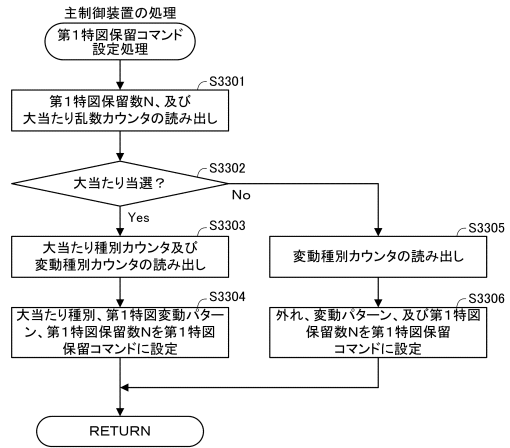 主制御装置の処理
第1特図保留コマンド
設定処理
S3301
第1特図保留数N、及び
大当たり乱数カウンタの読み出し
S3302
大当たり当選?
No
Yes
S3303
大当たり種別カウンタ及び
変動種別カウンタの読み出し
S3305
変動種別カウンタの読み出し
S3304
大当たり種別、第1特図変動パター
ン、第1特図保留数Nを第1特図
保留コマンドに設定
S3306
外れ、変動パターン、及び第1特図
保留数Nを第1特図保留
コマンドに設定
RETURN